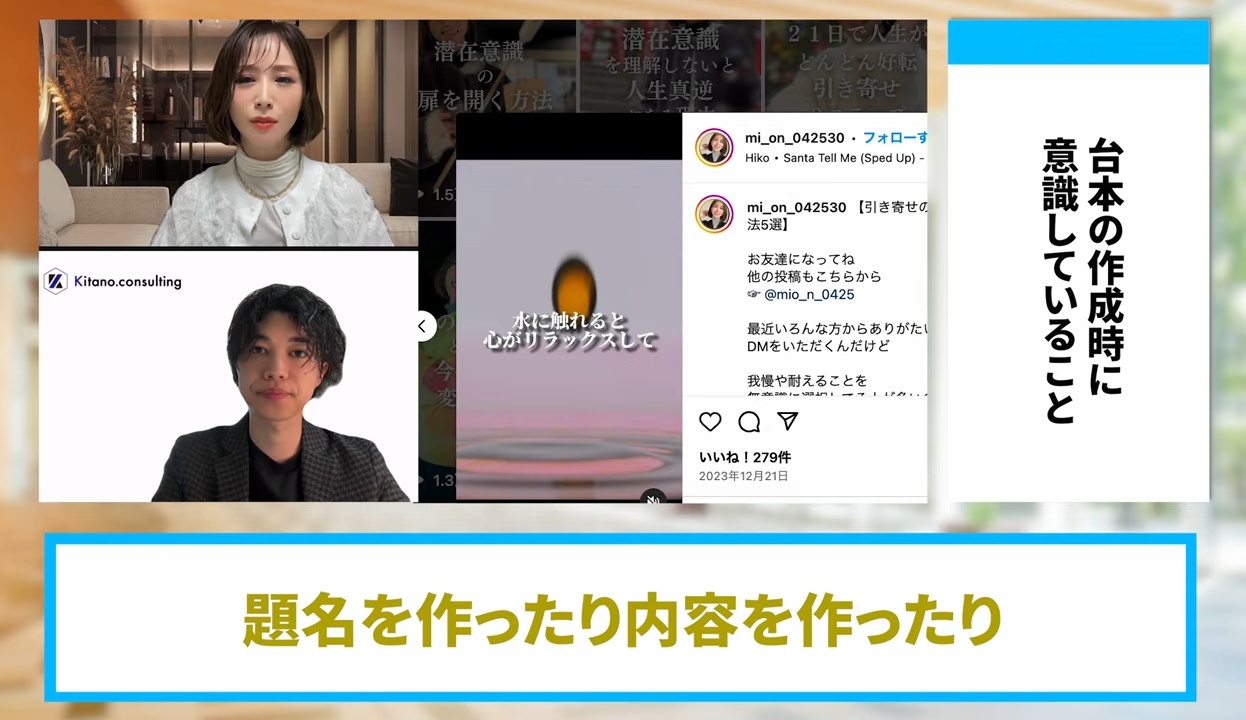 潜在意識
の
扉を開く方法
潜在意識
を理解しないと
人生真逆
21日で人生が
どんどん好転
引き寄せ
Kitano.consulting
水に触れると
心がリラックスして
mi_on_042530 • フォローす
Hiko • Santa Tell Me (Sped Up) -
mi_on_042530 【引き寄せの
法5選】
お友達になってね
他の投稿もこちらから
☞ @mio_n_0425
最近いろんな方からありがたい
DMをいただくんだけど
我慢や耐えることを
いいね！279件
2023年12月21日
台本の作成時に
意識していること
題名を作ったり内容を作ったり